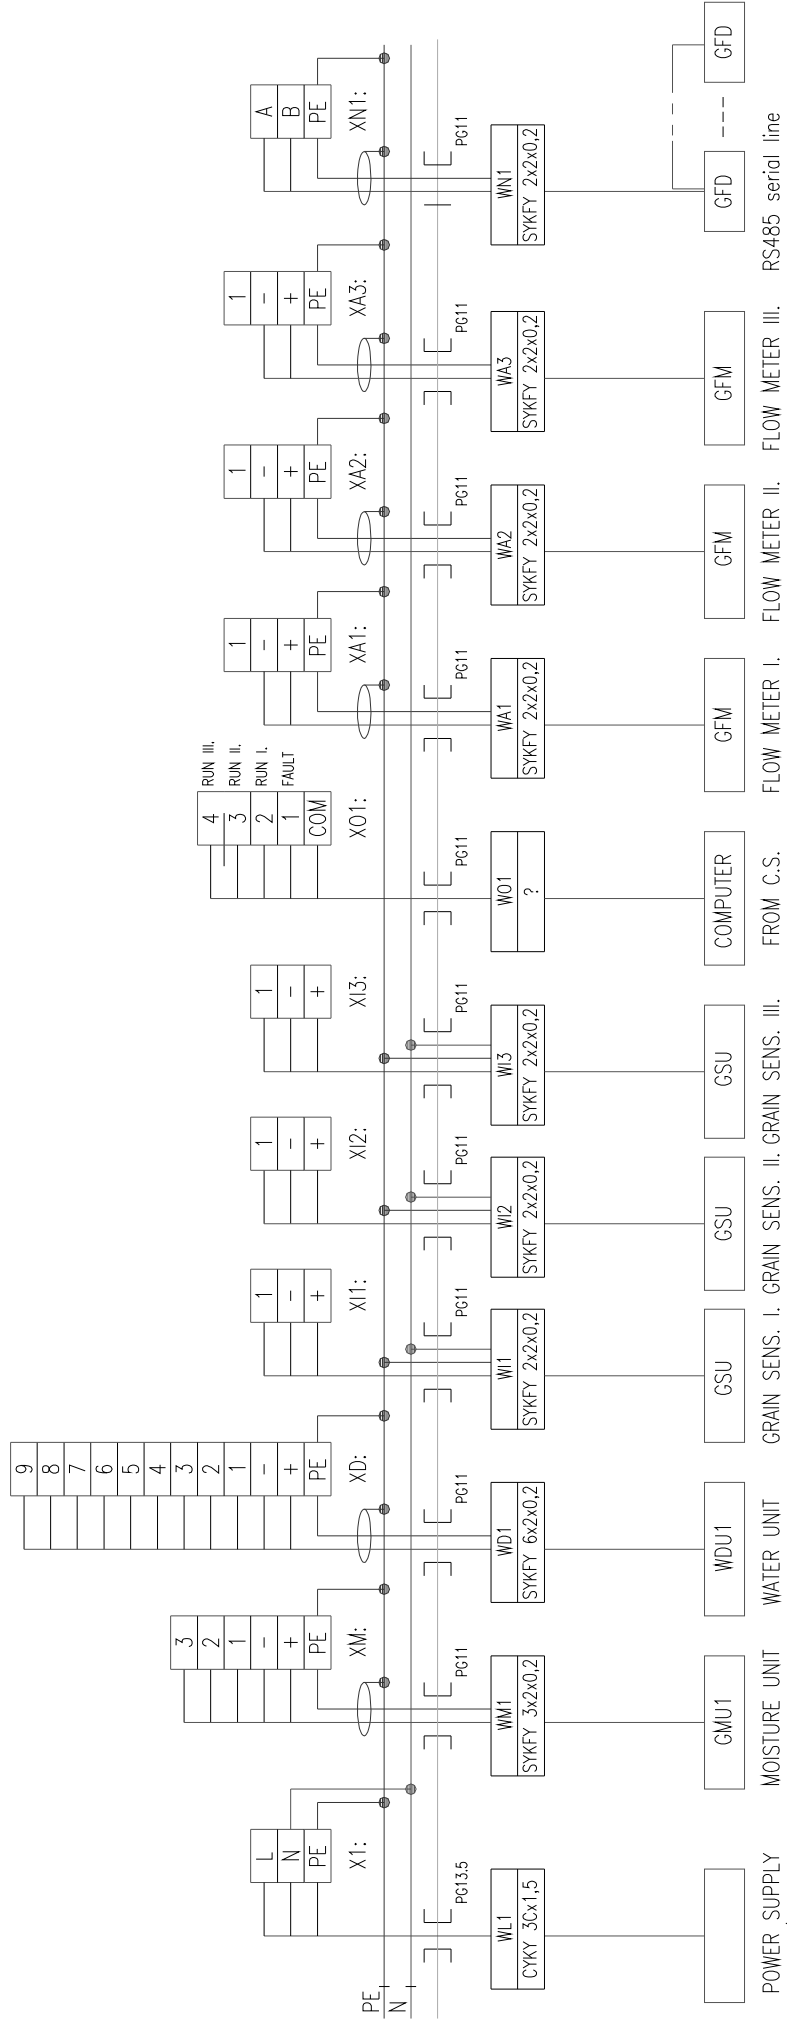 PE
N
L
N
PE
X1:
PG13.5
WL1
CYKY 3Cx1,5
POWER SUPPLY
3
2
1
-
+
PE
XM:
PG11
WM1
SYKFY 3x2x0,2
GMU1
MOISTURE UNIT
9
8
7
6
5
4
3
2
1
-
+
PE
XD:
PG11
WD1
SYKFY 6x2x0,2
WDU1
WATER UNIT
1
-
+
XI1:
PG11
WI1
SYKFY 2x2x0,2
GSU
GRAIN SENS. I.
1
-
+
XI2:
PG11
WI2
SYKFY 2x2x0,2
GSU
GRAIN SENS. II.
1
-
+
XI3:
PG11
WI3
SYKFY 2x2x0,2
GSU
GRAIN SENS. III.
4 RUN III.
3 RUN II.
2 RUN I.
1 FAULT
COM
XO1:
PG11
WO1
?
COMPUTER
FROM C.S.
1
-
+
PE
XA1:
PG11
WA1
SYKFY 2x2x0,2
GFM
FLOW METER I.
1
-
+
PE
XA2:
PG11
WA2
SYKFY 2x2x0,2
GFM
FLOW METER II.
1
-
+
PE
XA3:
PG11
WA3
SYKFY 2x2x0,2
GFM
FLOW METER III.
A
B
PE
XN1:
PG11
WN1
SYKFY 2x2x0,2
GFD
GFD
RS485 serial line